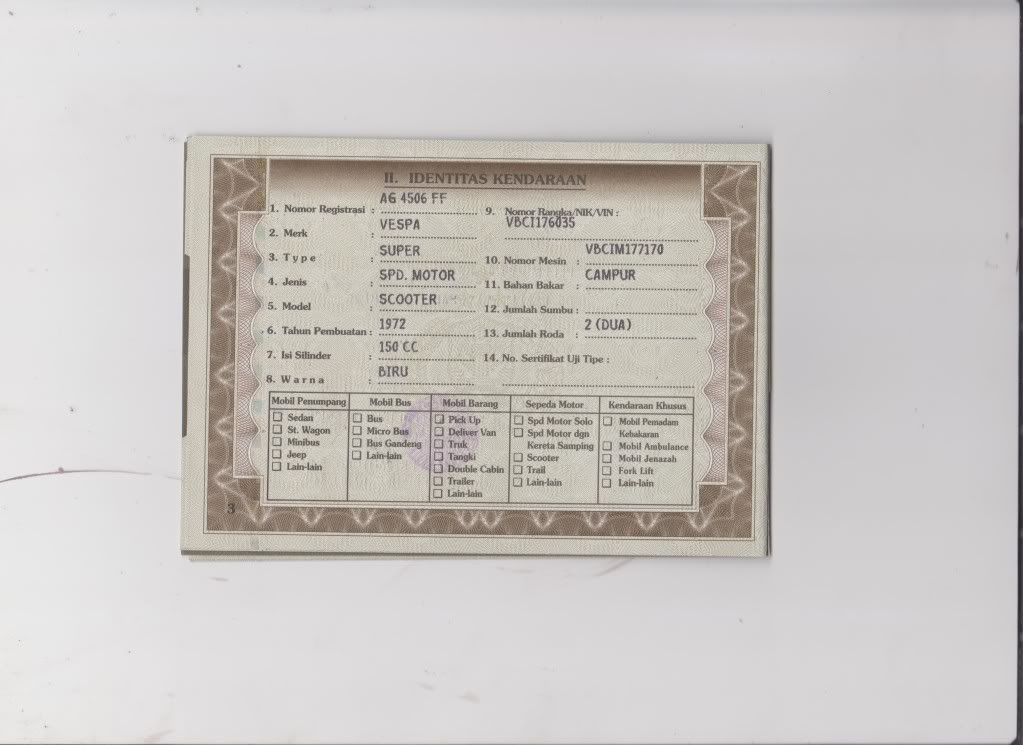 II. IDENTITAS KENDARAAN
1. Nomor Registrasi : AG 4506 FF
2. Merk : VESPA
3. Type : SUPER
4. Jenis : SPD. MOTOR
5. Model : SCOOTER
6. Tahun Pembuatan : 1972
7. Isi Silinder : 150 CC
8. Warna : BIRU
9. Nomor Rangka/NIK/VIN :
VBCI176035
10. Nomor Mesin : VBCIM177170
11. Bahan Bakar : CAMPUR
12. Jumlah Sumbu :
13. Jumlah Roda : 2 (DUA)
14. No. Sertifikat Uji Tipe :
Mobil Penumpang
Sedan
St. Wagon
Minibus
Jeep
Lain-lain
Mobil Bus
Bus
Micro Bus
Bus Gandeng
Lain-lain
Mobil Barang
Pick Up
Deliver Van
Truk
Tangki
Double Cabin
Trailer
Lain-lain
Sepeda Motor
Spd Motor Solo
Spd Motor dgn
Kereta Samping
Scooter
Trail
Lain-lain
Kendaraan Khusus
Mobil Pemadam
Kebakaran
Mobil Ambulance
Mobil Jenazah
Fork Lift
Lain-lain
3